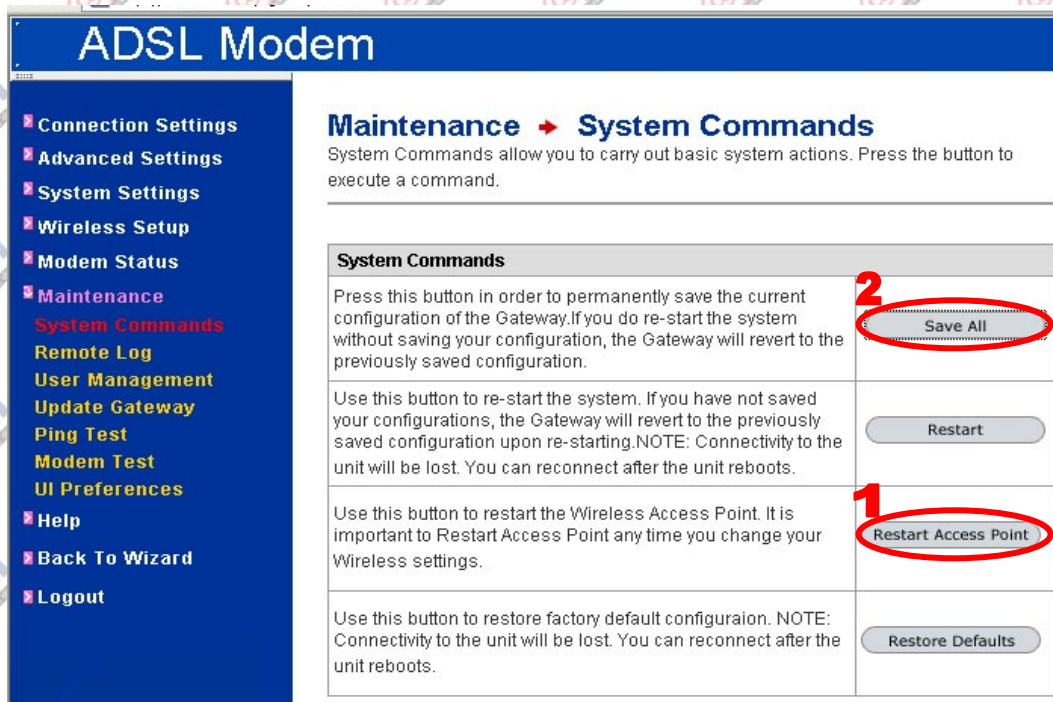 ADSL Modem
Connection Settings
Advanced Settings
System Settings
Wireless Setup
Modem Status
Maintenance
System Commands
Remote Log
User Management
Update Gateway
Ping Test
Modem Test
UI Preferences
Help
Back To Wizard
Logout
Maintenance System Commands
System Commands allow you to carry out basic system actions. Press the button to
execute a command.
System Commands
Press this button in order to permanently save the current
configuration of the Gateway.If you do re-start the system
without saving your configuration, the Gateway will revert to the
previously saved configuration.
2
Save All
Use this button to re-start the system. If you have not saved
your configurations, the Gateway will revert to the previously
saved configuration upon re-starting.NOTE: Connectivity to the
unit will be lost. You can reconnect after the unit reboots.
Restart
Use this button to restart the Wireless Access Point. It is
important to Restart Access Point any time you change your
Wireless settings.
1
Restart Access Point
Use this button to restore factory default configuraion. NOTE:
Connectivity to the unit will be lost. You can reconnect after the
unit reboots.
Restore Defaults